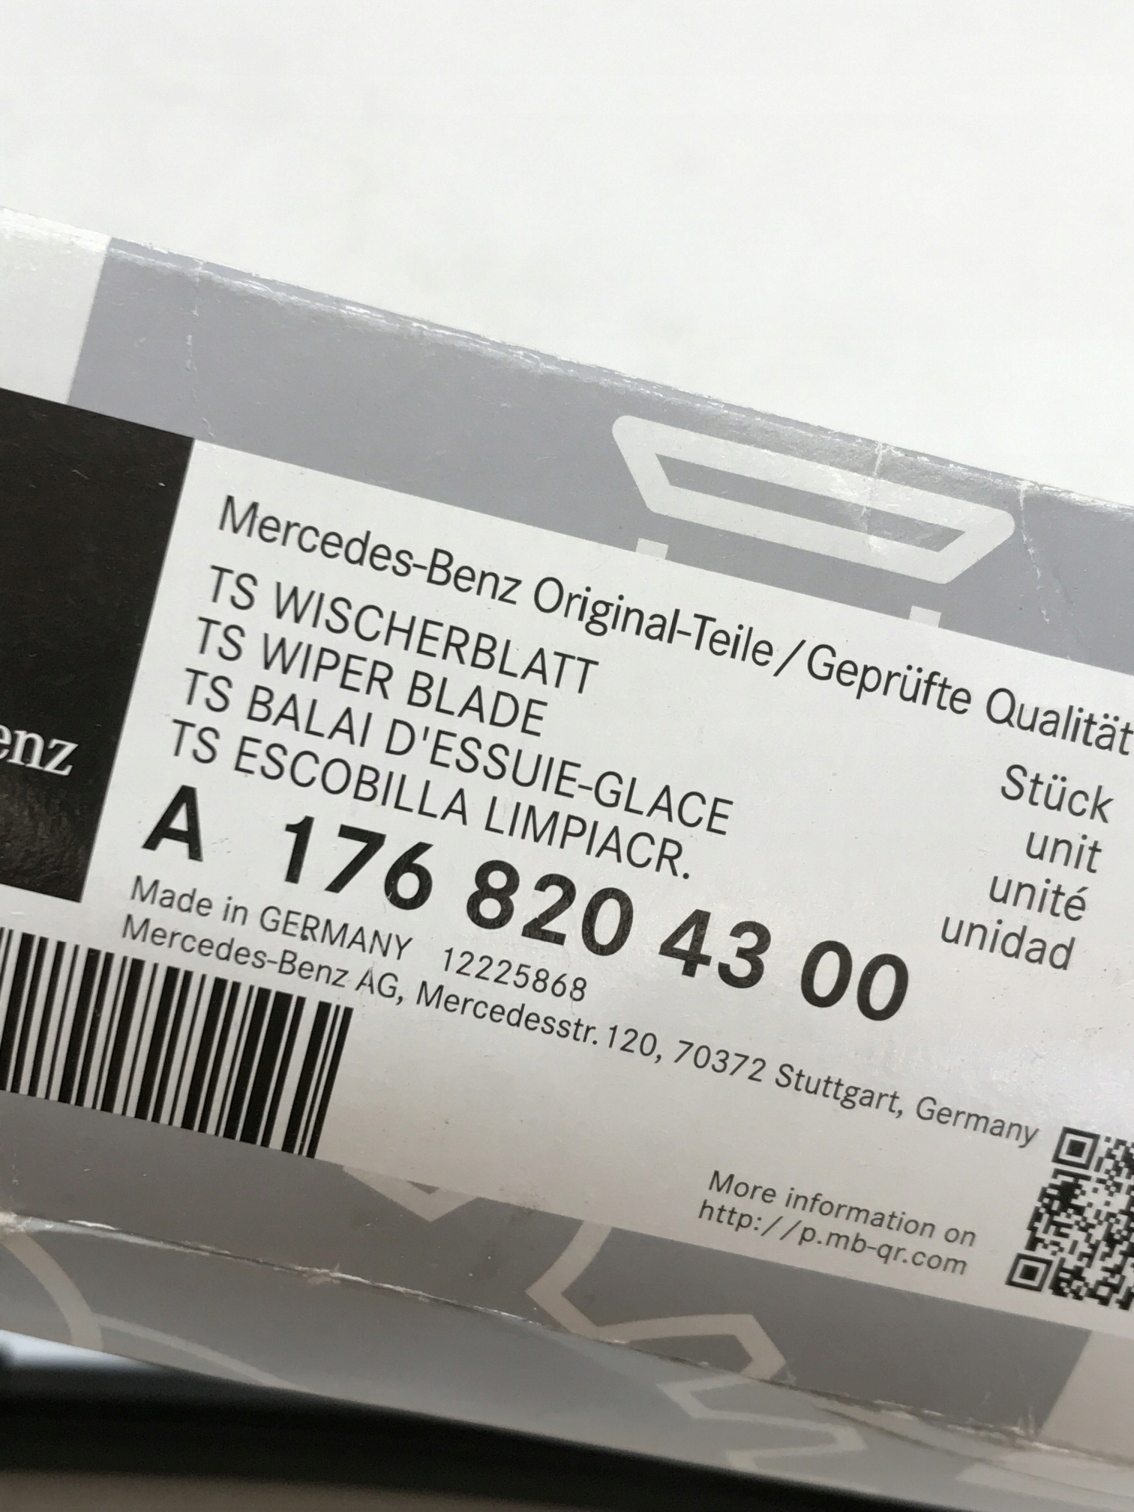 Mercedes-Benz Original-Teile/Geprüfte Qualität
TS WISCHERBLATT
TS WIPER BLADE
TS BALAI D'ESSUIE-GLACE
TS ESCOBILLA LIMPIACR.
Stück
unit
unité
unidad
enz
A 176 820 43 00
Made in GERMANY 12225868
Mercedes-Benz AG, Mercedesstr. 120, 70372 Stuttgart, Germany
More information on
http://p.mb-qr.com